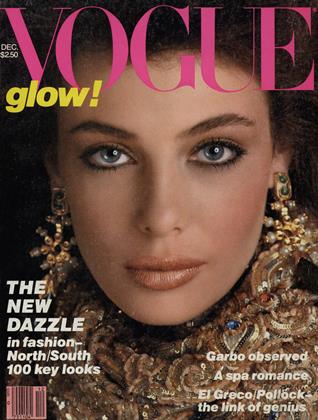 VOGUE
DEC.
$2.50
glow!
THE
NEW
DAZZLE
in fashion–
North/South
100 key looks
Garbo observed
A spa romance
El Greco/Pollock–
the link of genius